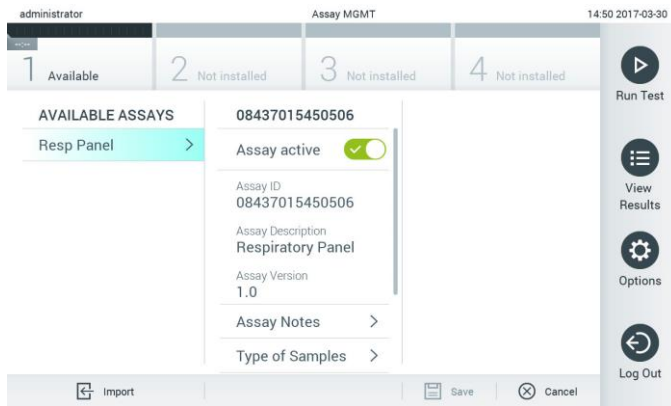 administrator Assay MGMT 14:50 2017-03-30
--:--
1 Available 2 Not installed 3 Not installed 4 Not installed
Run Test
AVAILABLE ASSAYS
Resp Panel
08437015450506
Assay active
Assay ID
08437015450506
Assay Description
Respiratory Panel
Assay Version
1.0
Assay Notes
Type of Samples
View
Results
Options
Log Out
Import
Save
Cancel